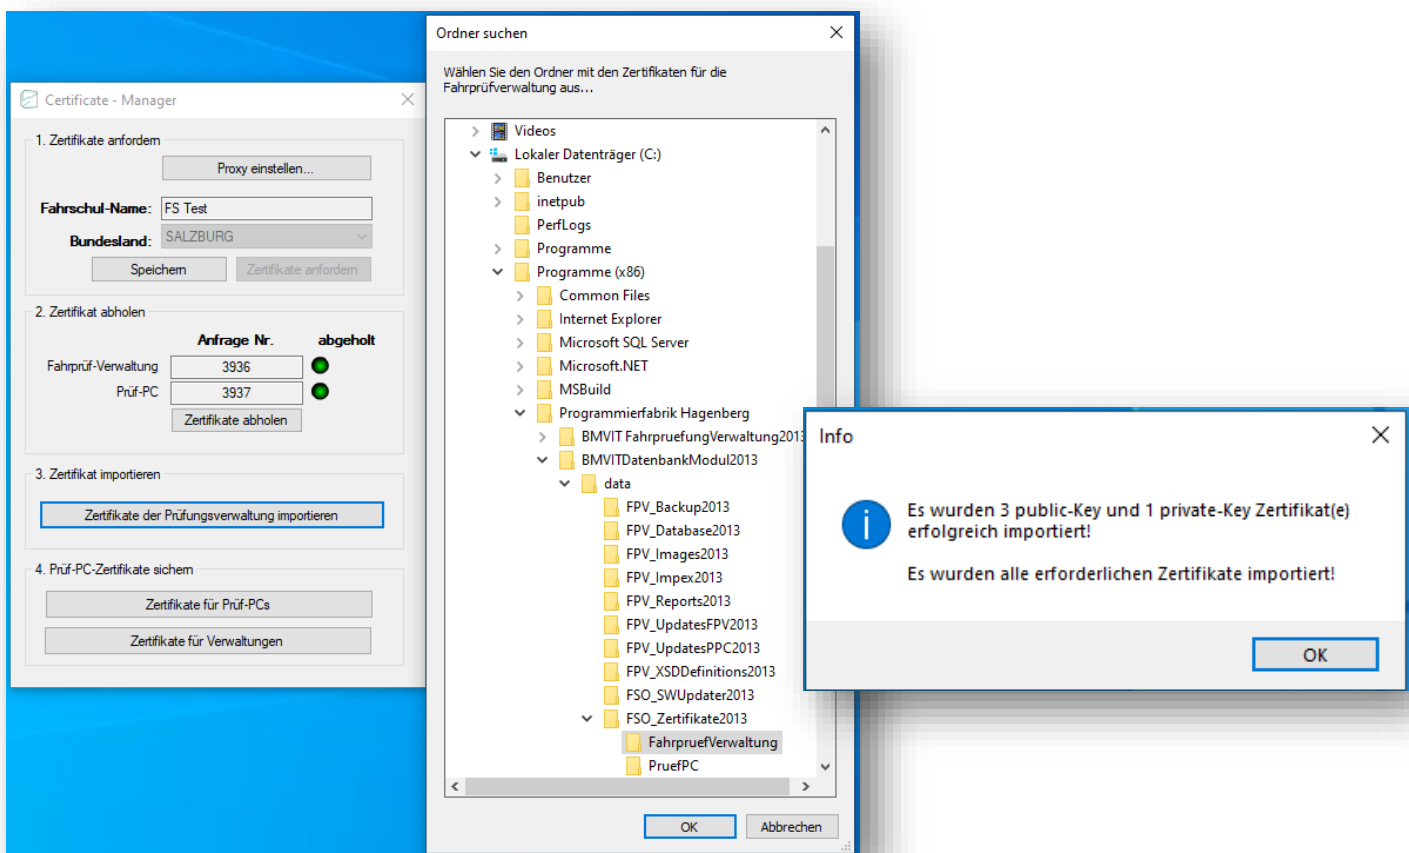 Certificate - Manager
1. Zertifikate anfordern
Proxy einstellen...
Fahrschul-Name: FS Test
Bundesland: SALZBURG
Speichern Zertifikate anfordern
2. Zertifikat abholen
Anfrage Nr. abgeholt
Fahrprüf-Verwaltung 3936
Prüf-PC 3937
Zertifikate abholen
3. Zertifikat importieren
Zertifikate der Prüfungsverwaltung importieren
4. Prüf-PC-Zertifikate sichern
Zertifikate für Prüf-PCs
Zertifikate für Verwaltungen
Ordner suchen
Wählen Sie den Ordner mit den Zertifikaten für die
Fahrprüfverwaltung aus...
Videos
Lokaler Datenträger (C:)
Benutzer
inetpub
PerfLogs
Programme
Programme (x86)
Common Files
Internet Explorer
Microsoft SQL Server
Microsoft.NET
MSBuild
Programmierfabrik Hagenberg
BMVIT FahrpruefungVerwaltung2013
BMVITDatenbankModul2013
data
FPV_Backup2013
FPV_Database2013
FPV_Images2013
FPV_Impex2013
FPV_Reports2013
FPV_UpdatesFPV2013
FPV_UpdatesPPC2013
FPV_XSDDefinitions2013
FSO_SWUpdater2013
FSO_Zertifikate2013
FahrpruefVerwaltung
PruefPC
OK Abbrechen
Info
Es wurden 3 public-Key und 1 private-Key Zertifikat(e)
erfolgreich importiert!
Es wurden alle erforderlichen Zertifikate importiert!
OK